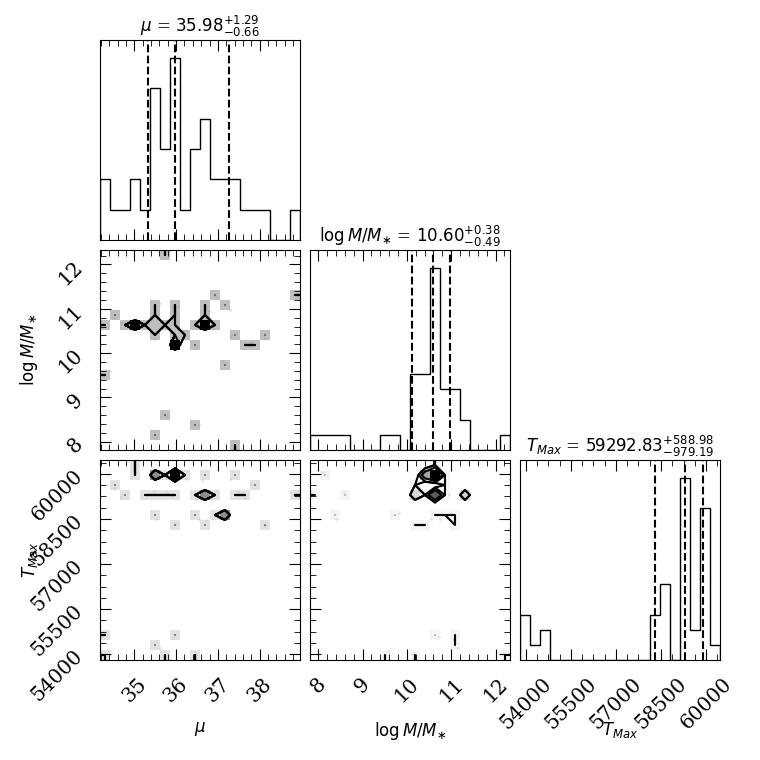 μ = 35.98+1.29−0.66
log M/M∗ = 10.60+0.38−0.49
12
11
10
9
8
log M/M∗
TMax = 59292.83+588.98−979.19
60000
58500
57000
55500
54000
TMax
35 36 37 38
8 9 10 11 12
54000 55500 57000 58500 60000
μ
log M/M∗
TMax